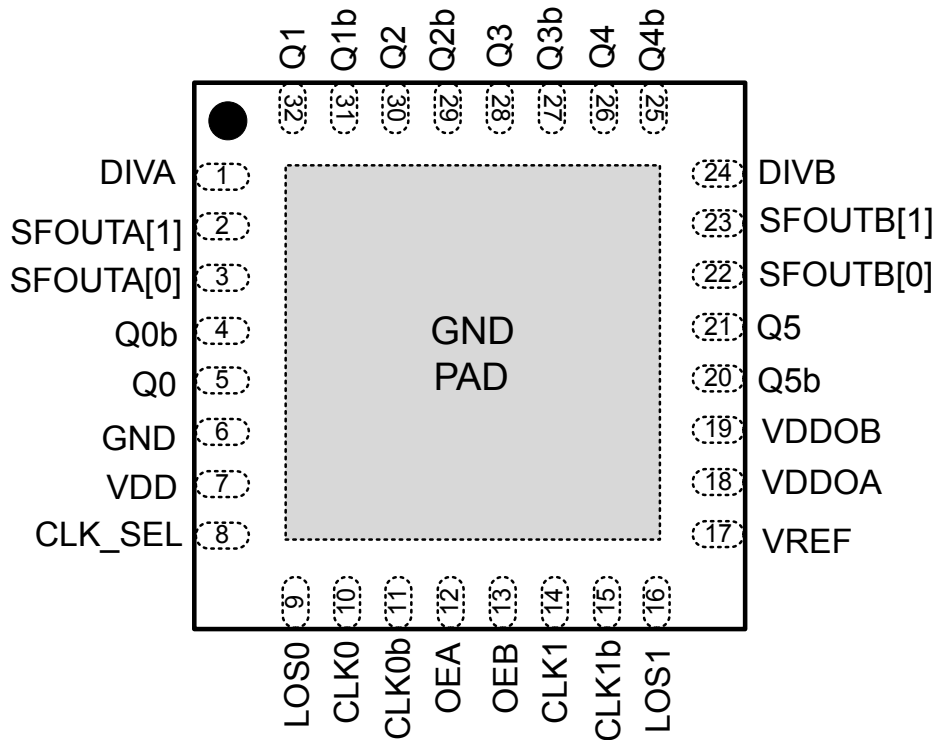 Q1 Q1b Q2 Q2b Q3 Q3b Q4 Q4b
32 31 30 29 28 27 26 25
DIVA 1 24 DIVB
SFOUTA[1] 2 23 SFOUTB[1]
SFOUTA[0] 3 22 SFOUTB[0]
Q0b 4 21 Q5
GND
Q0 5 20 Q5b
PAD
GND 6 19 VDDOB
VDD 7 18 VDDOA
CLK_SEL 8 17 VREF
9 10 11 12 13 14 15 16
LOS0 CLK0 CLK0b OEA OEB CLK1 CLK1b LOS1